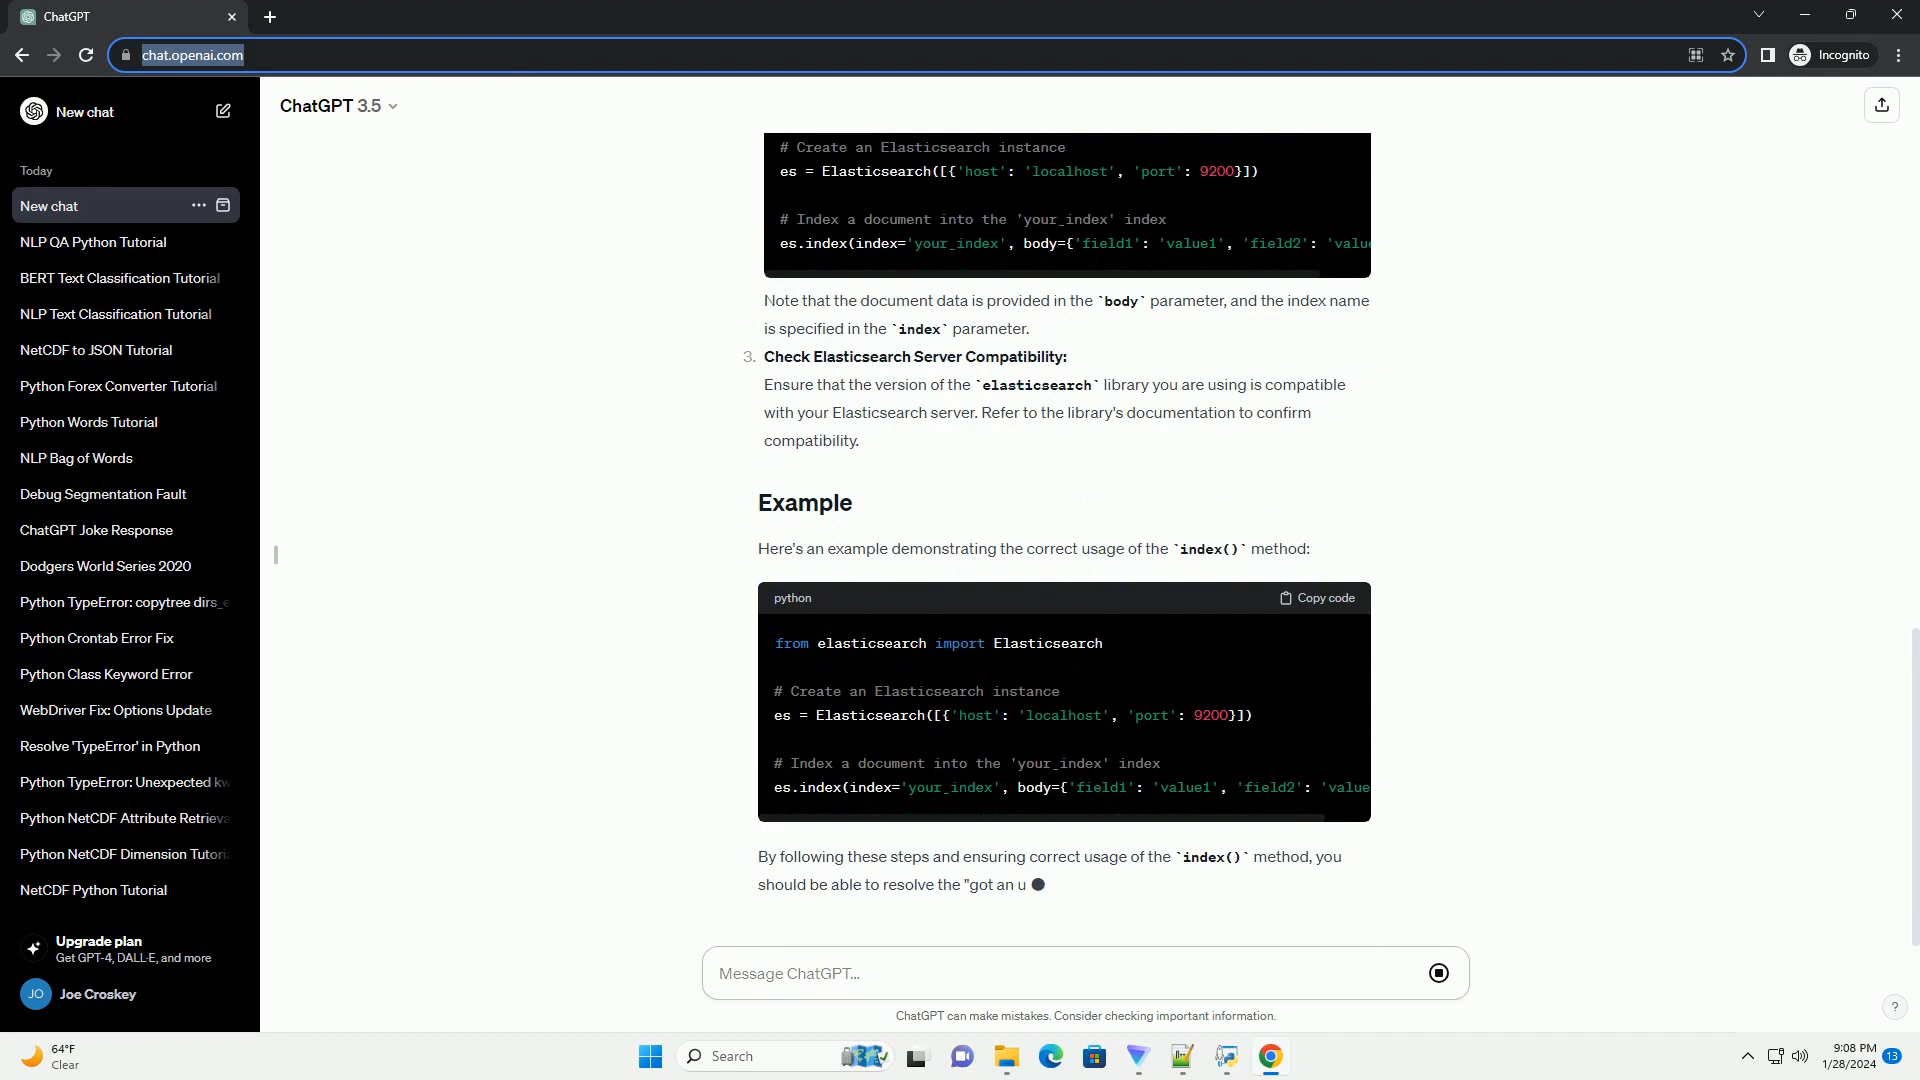 ChatGPT
chat.openai.com
Incognito
New chat
Today
New chat
NLP QA Python Tutorial
BERT Text Classification Tutorial
NLP Text Classification Tutorial
NetCDF to JSON Tutorial
Python Forex Converter Tutorial
Python Words Tutorial
NLP Bag of Words
Debug Segmentation Fault
ChatGPT Joke Response
Dodgers World Series 2020
Python TypeError: copytree dirs_e
Python Crontab Error Fix
Python Class Keyword Error
WebDriver Fix: Options Update
Resolve 'TypeError' in Python
Python TypeError: Unexpected kw
Python NetCDF Attribute Retrieva
Python NetCDF Dimension Tutori
NetCDF Python Tutorial
Upgrade plan
Get GPT-4, DALL·E, and more
JO Joe Croskey
ChatGPT 3.5
# Create an Elasticsearch instance
es = Elasticsearch([{'host': 'localhost', 'port': 9200}])
# Index a document into the 'your_index' index
es.index(index='your_index', body={'field1': 'value1', 'field2': 'value
Note that the document data is provided in the `body` parameter, and the index name
is specified in the `index` parameter.
3. Check Elasticsearch Server Compatibility:
Ensure that the version of the `elasticsearch` library you are using is compatible
with your Elasticsearch server. Refer to the library's documentation to confirm
compatibility.
Example
Here's an example demonstrating the correct usage of the `index()` method:
python Copy code
from elasticsearch import Elasticsearch
# Create an Elasticsearch instance
es = Elasticsearch([{'host': 'localhost', 'port': 9200}])
# Index a document into the 'your_index' index
es.index(index='your_index', body={'field1': 'value1', 'field2': 'value
By following these steps and ensuring correct usage of the `index()` method, you
should be able to resolve the "got an u
Message ChatGPT...
ChatGPT can make mistakes. Consider checking important information.
?
64°F
Clear
Search
9:08 PM
1/28/2024
13